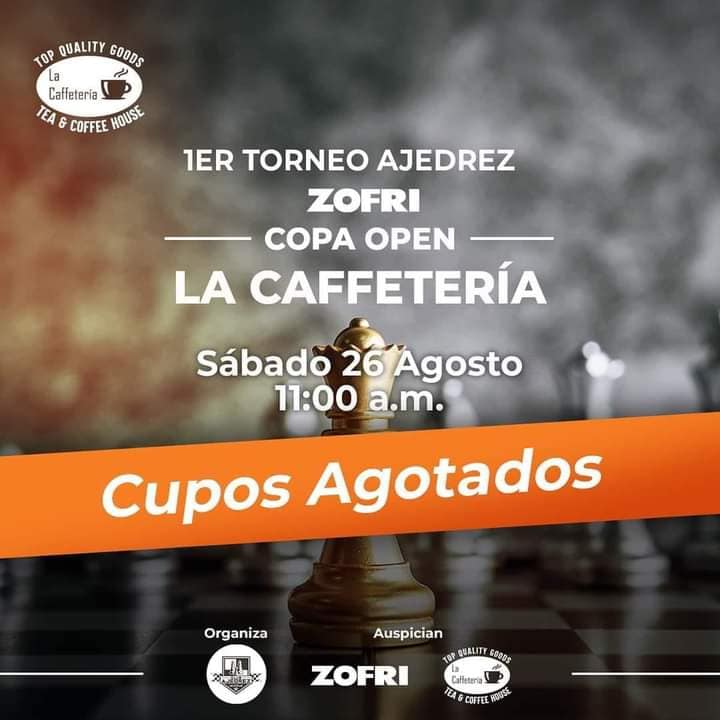 TOP QUALITY GOODS
La
Caffetería
TEA & COFFEE HOUSE
1ER TORNEO AJEDREZ
ZOFRI
COPA OPEN
LA CAFFETERÍA
Sábado 26 Agosto
11:00 a.m.
Cupos Agotados
Organiza
Auspician
ZOFRI
TOP QUALITY GOODS
La
Caffetería
TEA & COFFEE HOUSE